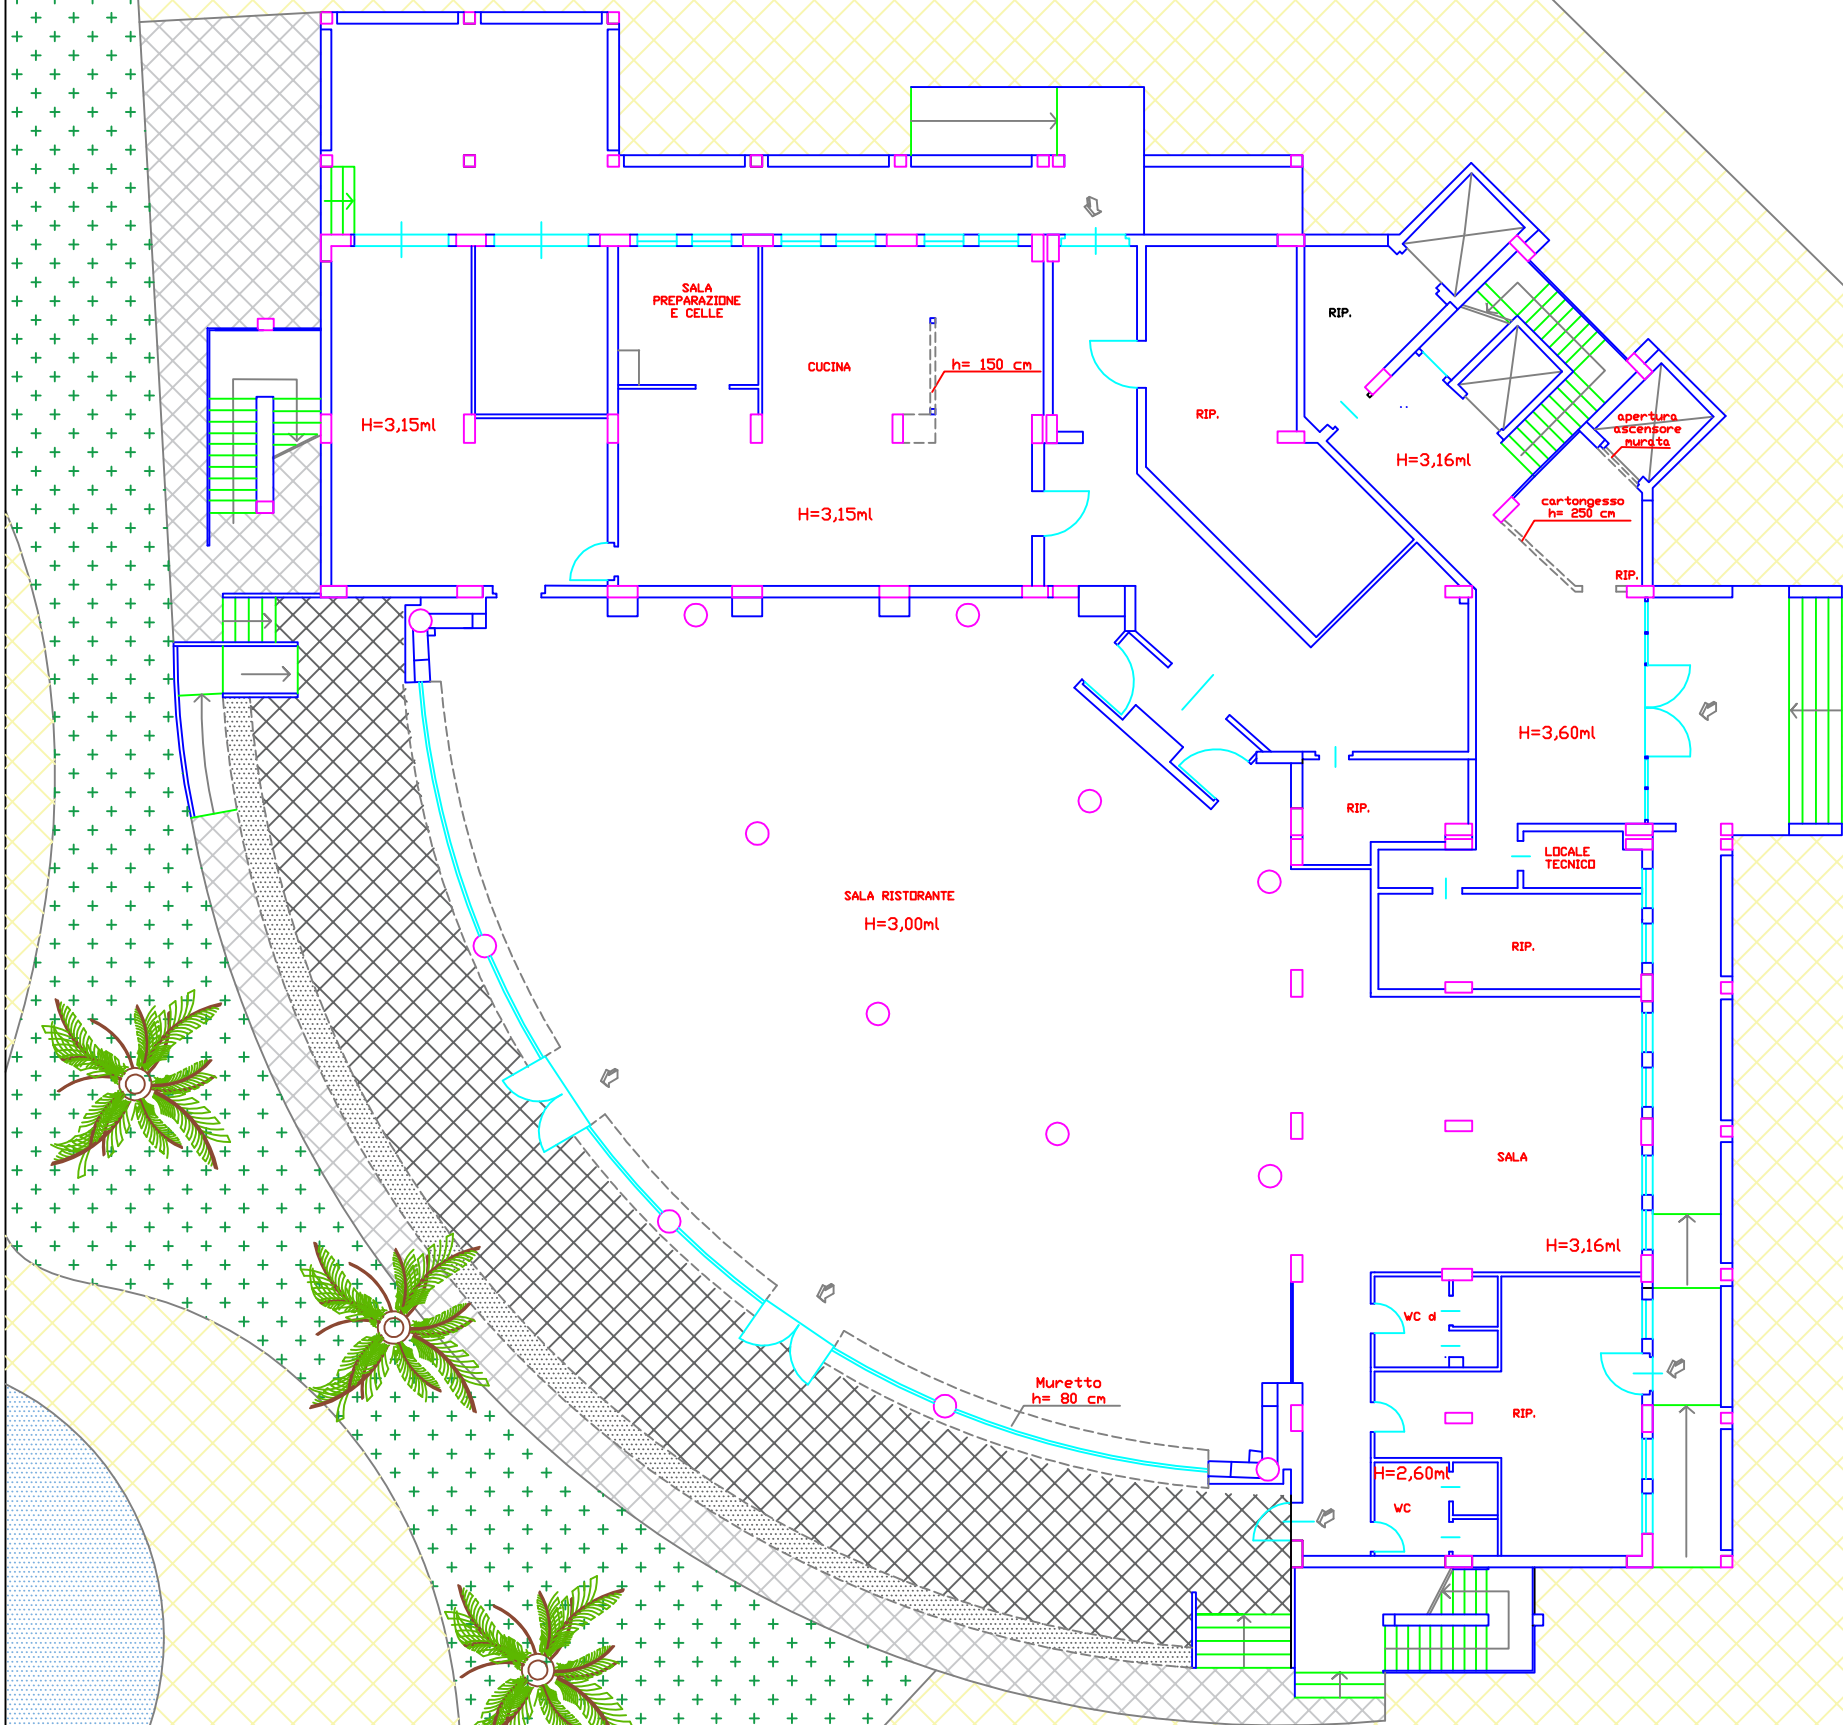 SALA
PREPARAZIONE
E CELLE
RIP.
CUCINA
h= 150 cm
H=3,15ml
RIP.
apertura
ascensore
murata
H=3,16ml
cartongesso
h= 250 cm
H=3,15ml
RIP.
H=3,60ml
RIP.
LOCALE
TECNICO
SALA RISTORANTE
H=3,00ml
RIP.
SALA
H=3,16ml
WC d
Muretto
h= 80 cm
RIP.
H=2,60ml
WC